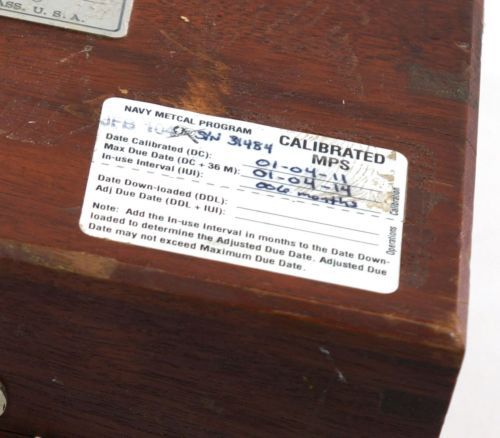 ASS. U. S. A.
NAVY METCAL PROGRAM
SN 31484
CALIBRATED
MPS
Date Calibrated (DC): 01-04-11
Max Due Date (DC + 36 M): 01-04-14
In-use Interval (IUI): 006 months
Date Down-loaded (DDL):
Adj Due Date (DDL + IUI):
Note: Add the In-use Interval in months to the Date Down-
loaded to determine the Adjusted Due Date. Adjusted Due
Date may not exceed Maximum Due Date.
Operations Calibration